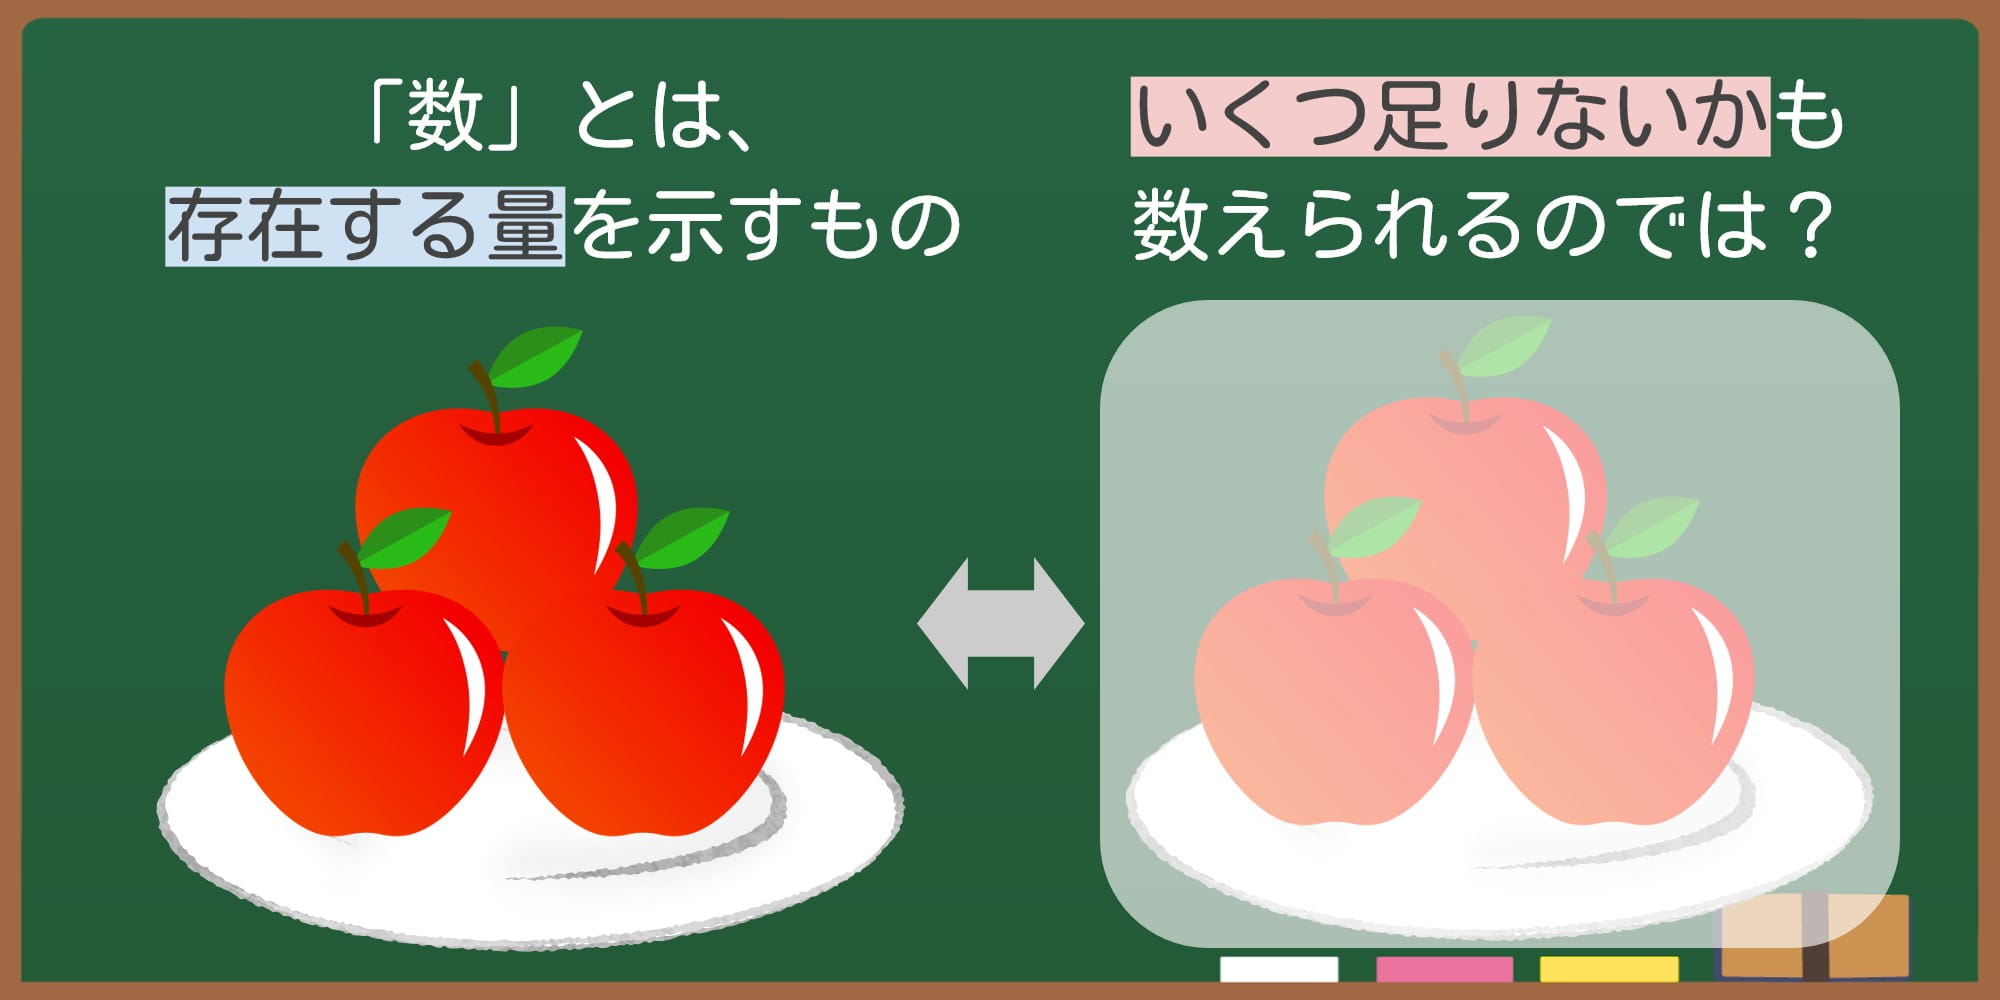 「数」とは、
存在する量を示すもの
いくつ足りないかも
数えられるのでは？